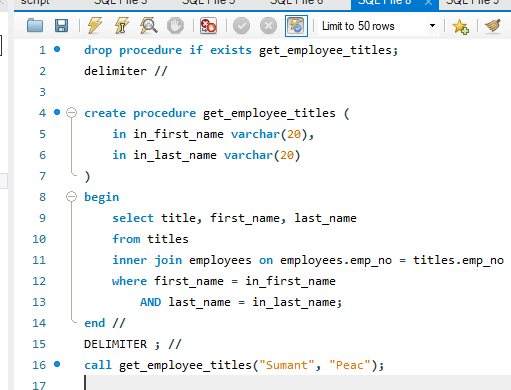 script
SQL File 3
SQL File 5
SQL File 6
SQL File 8
SQL File 9
Limit to 50 rows
1 drop procedure if exists get_employee_titles;
2 delimiter //
3
4 create procedure get_employee_titles (
5 in in_first_name varchar(20),
6 in in_last_name varchar(20)
7 )
8 begin
9 select title, first_name, last_name
10 from titles
11 inner join employees on employees.emp_no = titles.emp_no
12 where first_name = in_first_name
13 AND last_name = in_last_name;
14 end //
15 DELIMITER ; //
16 call get_employee_titles("Sumant", "Peac");
17